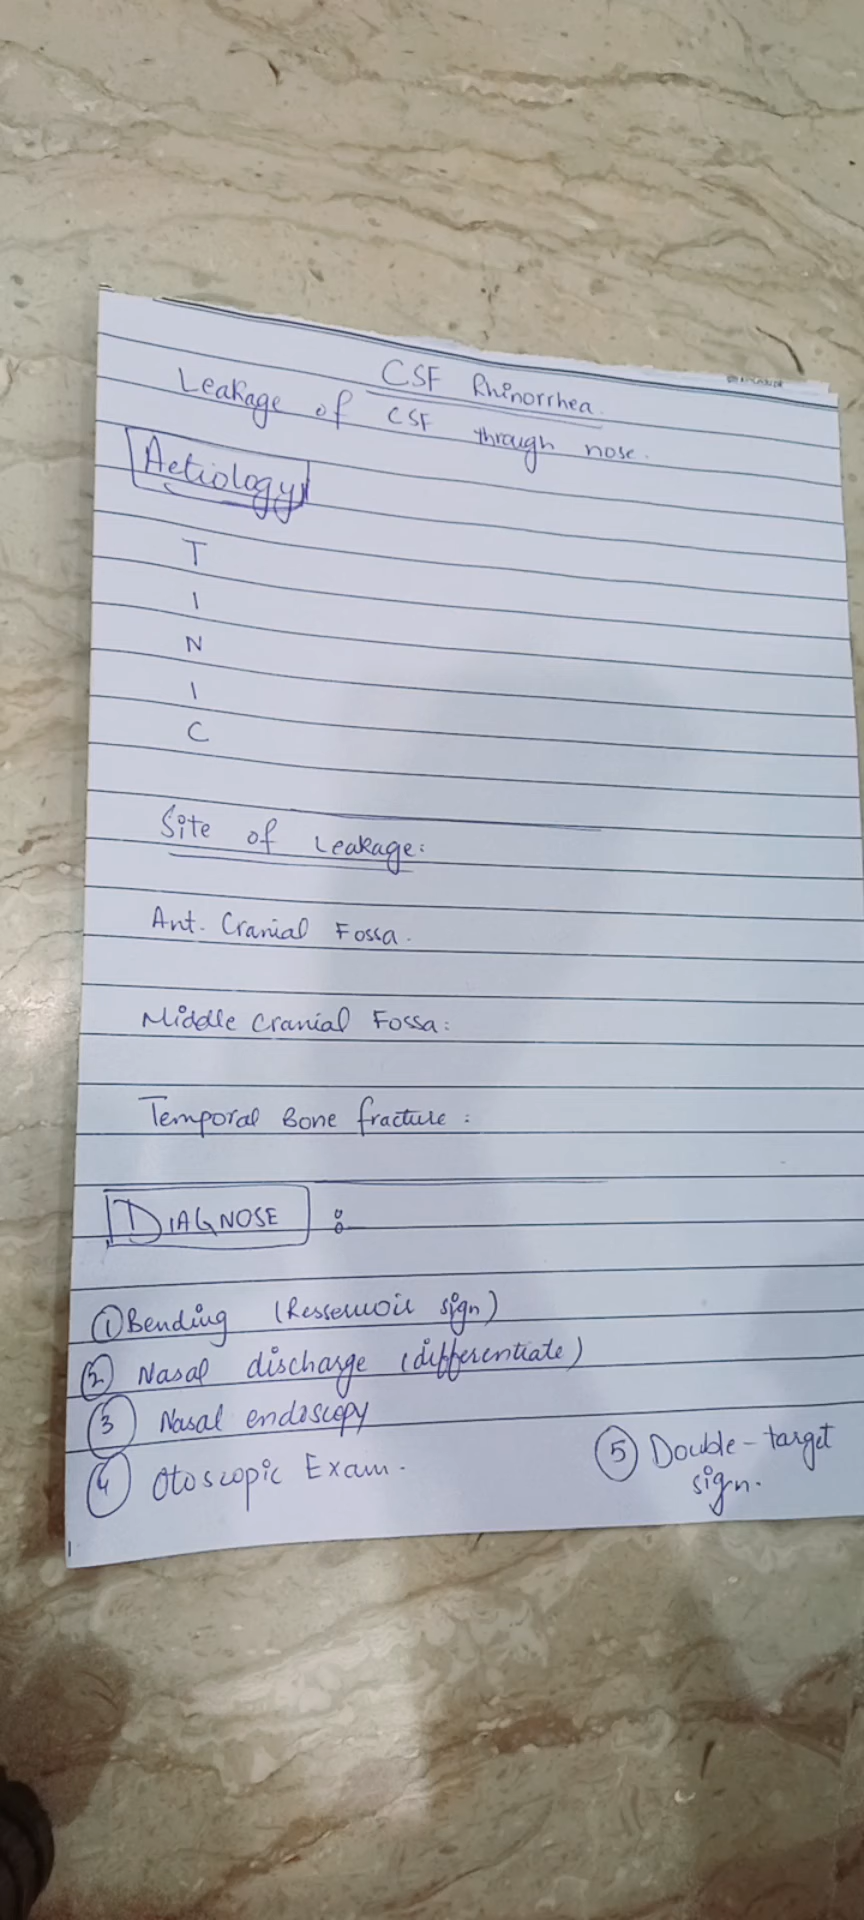 CSF Rhinorrhea.
Leakage of CSF through nose.
Aetiology
T
I
N
I
C
Site of Leakage:
Ant. Cranial Fossa.
Middle Cranial Fossa:
Temporal Bone fracture:
DIAGNOSE :
① Bending (Resservoir sign)
② Nasal discharge (differentiate)
③ Nasal endoscopy
④ Otoscopic Exam.
⑤ Double-target
sign.